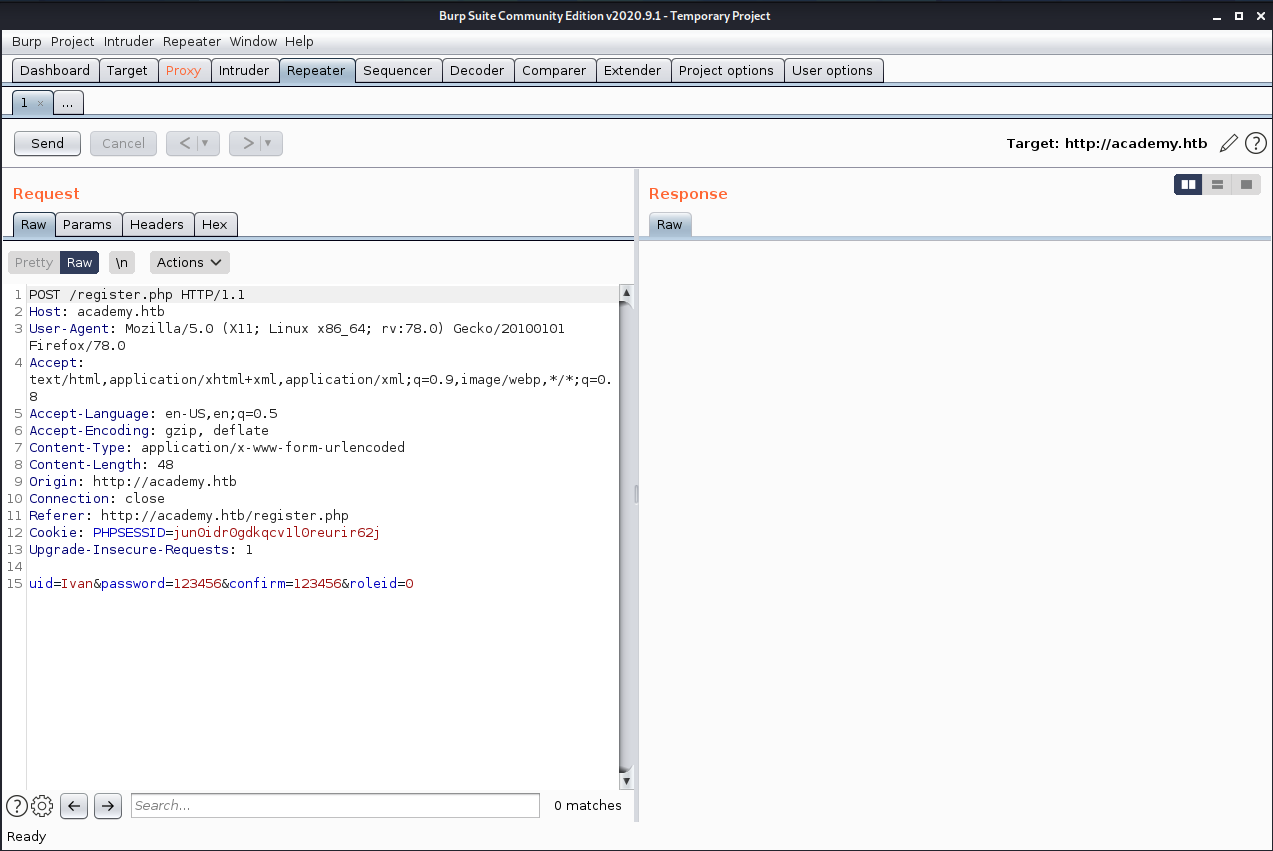 Burp Suite Community Edition v2020.9.1 - Temporary Project
Burp Project Intruder Repeater Window Help
Dashboard Target Proxy Intruder Repeater Sequencer Decoder Comparer Extender Project options User options
1 × ...
Send Cancel < ▼ > ▼ Target: http://academy.htb ?
Request
Raw Params Headers Hex
Pretty Raw \n Actions
1 POST /register.php HTTP/1.1
2 Host: academy.htb
3 User-Agent: Mozilla/5.0 (X11; Linux x86_64; rv:78.0) Gecko/20100101
Firefox/78.0
4 Accept:
text/html,application/xhtml+xml,application/xml;q=0.9,image/webp,*/*;q=0.
8
5 Accept-Language: en-US,en;q=0.5
6 Accept-Encoding: gzip, deflate
7 Content-Type: application/x-www-form-urlencoded
8 Content-Length: 48
9 Origin: http://academy.htb
10 Connection: close
11 Referer: http://academy.htb/register.php
12 Cookie: PHPSESSID=jun0idr0gdkqcv1l0reurir62j
13 Upgrade-Insecure-Requests: 1
14
15 uid=Ivan&password=123456&confirm=123456&roleid=0
? ← → Search... 0 matches
Response
Raw
Ready